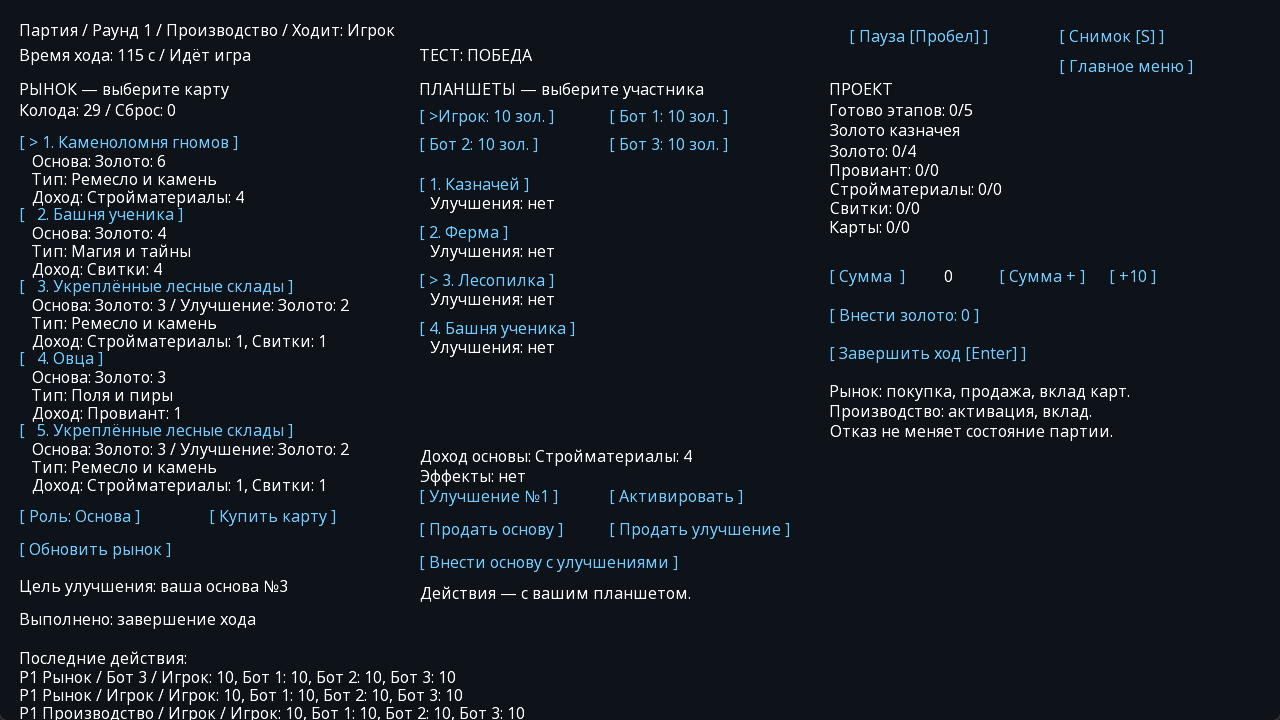 Партия / Раунд 1 / Производство / Ходит: Игрок
Время хода: 115 с / Идёт игра
ТЕСТ: ПОБЕДА
[ Пауза [Пробел] ]
[ Снимок [S] ]
[ Главное меню ]
РЫНОК — выберите карту
Колода: 29 / Сброс: 0
[ > 1. Каменоломня гномов ]
Основа: Золото: 6
Тип: Ремесло и камень
Доход: Стройматериалы: 4
[ 2. Башня ученика ]
Основа: Золото: 4
Тип: Магия и тайны
Доход: Свитки: 4
[ 3. Укреплённые лесные склады ]
Основа: Золото: 3 / Улучшение: Золото: 2
Тип: Ремесло и камень
Доход: Стройматериалы: 1, Свитки: 1
[ 4. Овца ]
Основа: Золото: 3
Тип: Поля и пиры
Доход: Провиант: 1
[ 5. Укреплённые лесные склады ]
Основа: Золото: 3 / Улучшение: Золото: 2
Тип: Ремесло и камень
Доход: Стройматериалы: 1, Свитки: 1
[ Роль: Основа ]
[ Купить карту ]
[ Обновить рынок ]
Цель улучшения: ваша основа №3
Выполнено: завершение хода
ПЛАНШЕТЫ — выберите участника
[ >Игрок: 10 зол. ]
[ Бот 1: 10 зол. ]
[ Бот 2: 10 зол. ]
[ Бот 3: 10 зол. ]
[ 1. Казначей ]
Улучшения: нет
[ 2. Ферма ]
Улучшения: нет
[ > 3. Лесопилка ]
Улучшения: нет
[ 4. Башня ученика ]
Улучшения: нет
Доход основы: Стройматериалы: 4
Эффекты: нет
[ Улучшение №1 ]
[ Активировать ]
[ Продать основу ]
[ Продать улучшение ]
[ Внести основу с улучшениями ]
Действия — с вашим планшетом.
ПРОЕКТ
Готово этапов: 0/5
Золото казначея
Золото: 0/4
Провиант: 0/0
Стройматериалы: 0/0
Свитки: 0/0
Карты: 0/0
[ Сумма ]
0
[ Сумма + ]
[ +10 ]
[ Внести золото: 0 ]
[ Завершить ход [Enter] ]
Рынок: покупка, продажа, вклад карт.
Производство: активация, вклад.
Отказ не меняет состояние партии.
Последние действия:
Р1 Рынок / Бот 3 / Игрок: 10, Бот 1: 10, Бот 2: 10, Бот 3: 10
Р1 Рынок / Игрок / Игрок: 10, Бот 1: 10, Бот 2: 10, Бот 3: 10
Р1 Производство / Игрок / Игрок: 10, Бот 1: 10, Бот 2: 10, Бот 3: 10